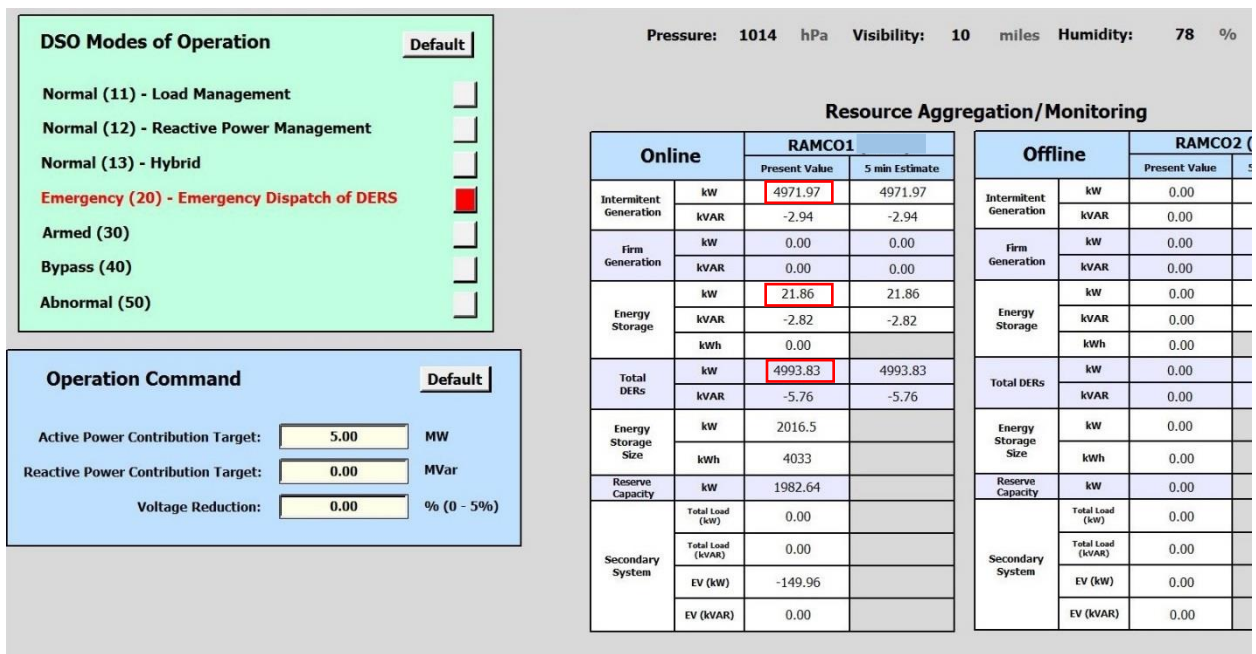 DSO Modes of Operation
Default
Normal (11) - Load Management
Normal (12) - Reactive Power Management
Normal (13) - Hybrid
Emergency (20) - Emergency Dispatch of DERS
Armed (30)
Bypass (40)
Abnormal (50)
Operation Command
Default
Active Power Contribution Target: 5.00 MW
Reactive Power Contribution Target: 0.00 MVar
Voltage Reduction: 0.00 % (0 - 5%)
Pressure: 1014 hPa Visibility: 10 miles Humidity: 78 %
Resource Aggregation/Monitoring
Online RAMCO1
Present Value 5 min Estimate
Intermitent Generation kW 4971.97 4971.97
kVAR -2.94 -2.94
Firm Generation kW 0.00 0.00
kVAR 0.00 0.00
Energy Storage kW 21.86 21.86
kVAR -2.82 -2.82
kWh 0.00
Total DERs kW 4993.83 4993.83
kVAR -5.76 -5.76
Energy Storage Size kW 2016.5
kWh 4033
Reserve Capacity kW 1982.64
Secondary System Total Load (kW) 0.00
Total Load (kVAR) 0.00
EV (kW) -149.96
EV (kVAR) 0.00
Offline RAMCO2 (
Present Value 5
Intermitent Generation kW 0.00
kVAR 0.00
Firm Generation kW 0.00
kVAR 0.00
Energy Storage kW 0.00
kVAR 0.00
kWh 0.00
Total DERs kW 0.00
kVAR 0.00
Energy Storage Size kW 0.00
kWh 0.00
Reserve Capacity kW 0.00
Secondary System Total Load (kW) 0.00
Total Load (kVAR) 0.00
EV (kW) 0.00
EV (kVAR) 0.00